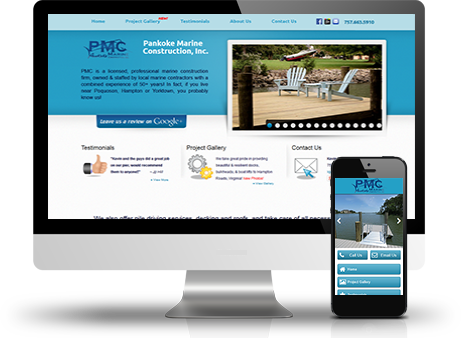 Home Project Gallery NEW Testimonials About Us Contact Us 757.865.5910
PMC
Pankoke Marine
Construction, Inc.
PMC is a licensed, professional marine construction
firm, owned & staffed by local marine contractors with a
combined experience of 50+ years! In fact, if you live
near Poquoson, Hampton or Yorktown, you probably
know us!
Leave us a review on Google+
Testimonials
"Norm and the guys did a great job
on our pier, would recommend
them to anyone!"
Project Gallery
We take great pride in providing
beautiful & resilient docks,
boathouses, & boat lifts to Hampton
Roads, Virginia!
» View Gallery
Contact Us
We also offer pile driving services, decking and roofs, and take care of all
PMC
Call Us Email Us
Home
Project Gallery